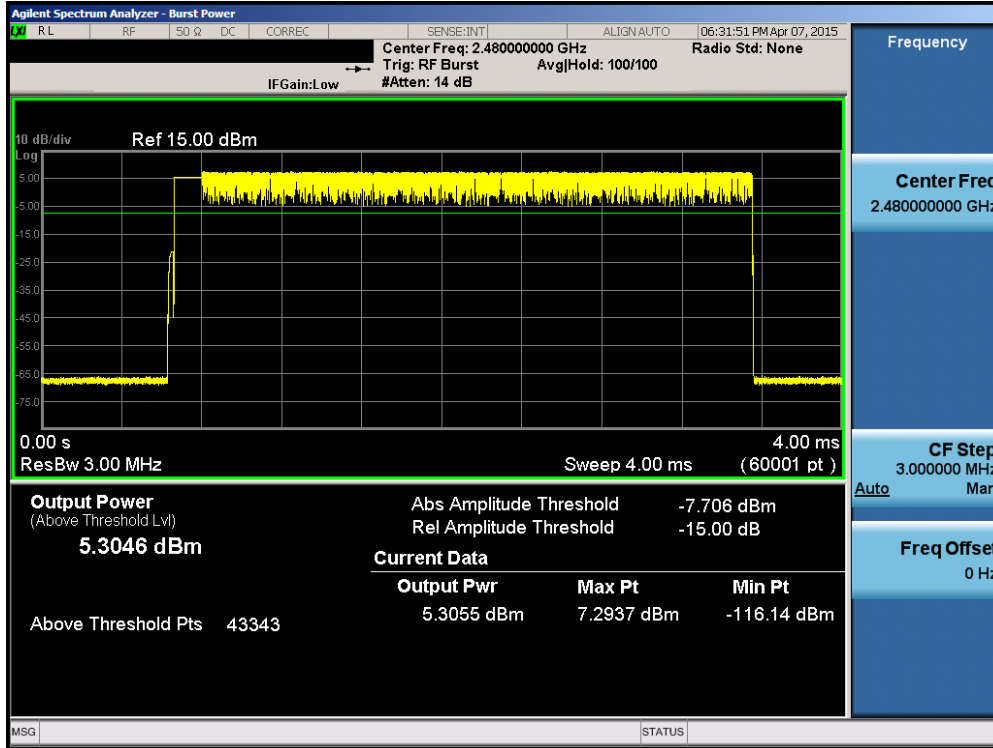 Agilent Spectrum Analyzer - Burst Power
LXI RL RF 50 Ω DC CORREC SENSE:INT ALIGN AUTO 06:31:51 PM Apr 07, 2015
Center Freq: 2.480000000 GHz Radio Std: None
Trig: RF Burst Avg|Hold: 100/100
IFGain:Low #Atten: 14 dB
Frequency
10 dB/div Ref 15.00 dBm
Log
5.00
-5.00
-15.0
-25.0
-35.0
-45.0
-55.0
-65.0
-75.0
Center Freq
2.480000000 GHz
0.00 s 4.00 ms
ResBw 3.00 MHz Sweep 4.00 ms (60001 pt)
CF Step
3.000000 MHz
Auto Man
Output Power
(Above Threshold Lvl)
5.3046 dBm
Abs Amplitude Threshold -7.706 dBm
Rel Amplitude Threshold -15.00 dB
Current Data
Output Pwr Max Pt Min Pt
5.3055 dBm 7.2937 dBm -116.14 dBm
Above Threshold Pts 43343
Freq Offset
0 Hz
MSG STATUS